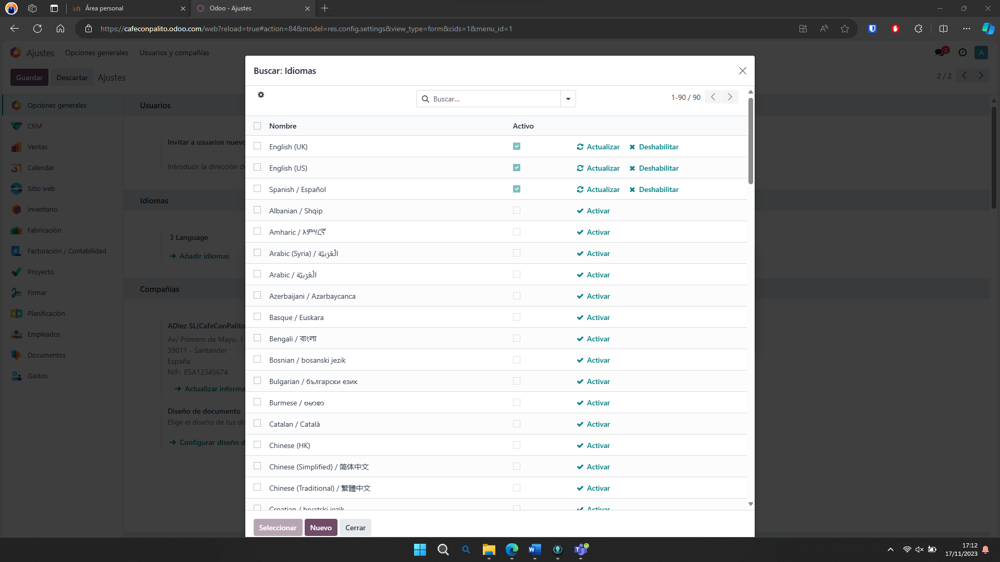 Área personal
Odoo - Ajustes
https://cafeconpalito.odoo.com/web?reload=true#action=84&model=res.config.settings&view_type=form&cids=1&menu_id=1
Ajustes
Opciones generales
Usuarios y compañías
2
A
Guardar
Descartar
Ajustes
2 / 2
Opciones generales
CRM
Ventas
31 Calendar
Sitio web
Inventario
Fabricación
Facturación / Contabilidad
Proyecto
Firmar
Planificación
Empleados
Documentos
Gastos
Usuarios
Invitar a usuarios nuevo
Introducir la dirección d
Idiomas
3 Language
Añadir idiomas
Compañías
ADiez SL(CafeConPalito
Av/ Primero de Mayo, 1
39011 - Santander
España
NIF: ESA12345674
Actualizar informa
Diseño de documento
Elige el diseño de tus do
Configurar diseño d
Buscar: Idiomas
Buscar...
1-90 / 90
Nombre Activo
English (UK) Actualizar Deshabilitar
English (US) Actualizar Deshabilitar
Spanish / Español Actualizar Deshabilitar
Albanian / Shqip Activar
Amharic / አምሃርኛ Activar
Arabic (Syria) / الْعَرَبيّة Activar
Arabic / الْعَرَبيّة Activar
Azerbaijani / Azərbaycanca Activar
Basque / Euskara Activar
Bengali / বাংলা Activar
Bosnian / bosanski jezik Activar
Bulgarian / български език Activar
Burmese / ဗမာစာ Activar
Catalan / Català Activar
Chinese (HK) Activar
Chinese (Simplified) / 简体中文 Activar
Chinese (Traditional) / 繁體中文 Activar
Croatian / hrvatski jezik Activar
Seleccionar
Nuevo
Cerrar
17:12
17/11/2023